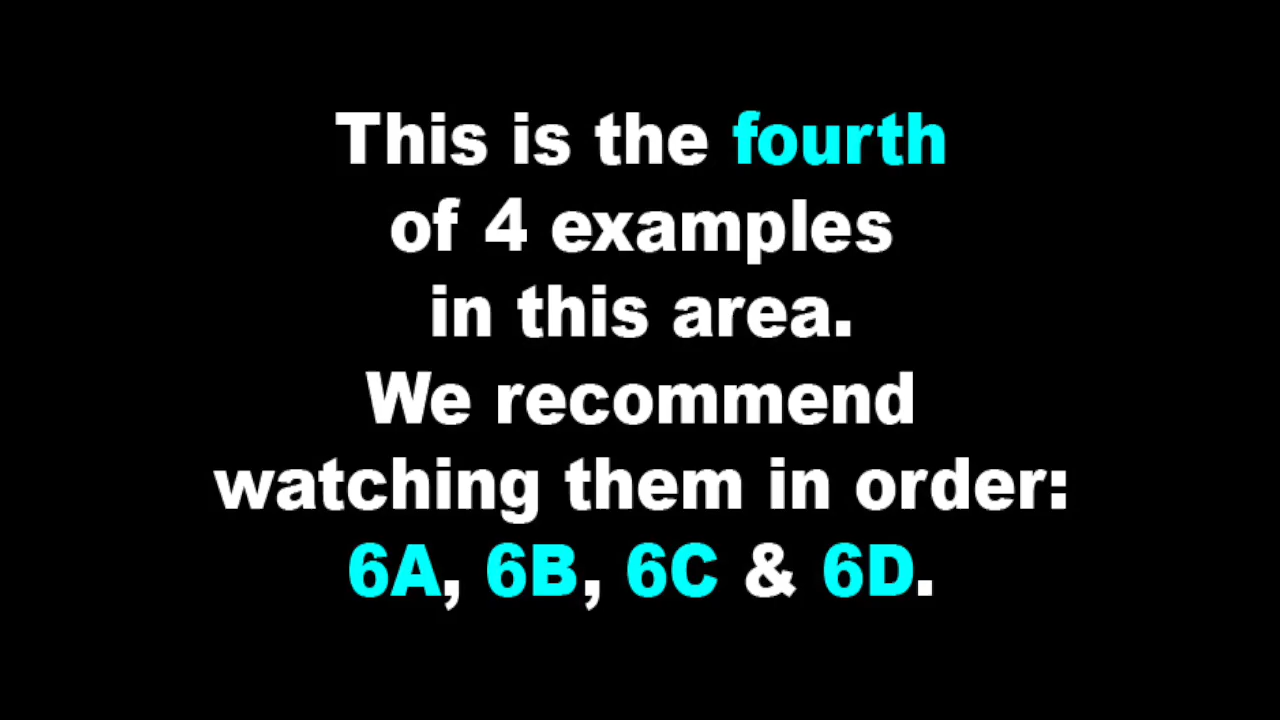 This is the fourth
of 4 examples
in this area.
We recommend
watching them in order:
6A, 6B, 6C & 6D.